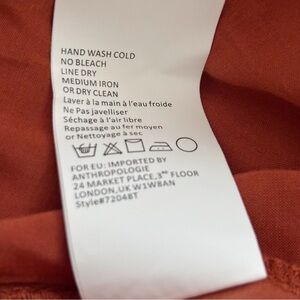 HAND WASH COLD
NO BLEACH
LINE DRY
MEDIUM IRON
OR DRY CLEAN
Laver à la main à l'eau froide
Ne Pas javelliser
Séchage à l'air libre
Repassage au fer moyen
or Nettoyage à sec
FOR EU: IMPORTED BY
ANTHROPOLOGIE
24 MARKET PLACE,3RD FLOOR
LONDON,UK W1W8AN
Style#7204BT